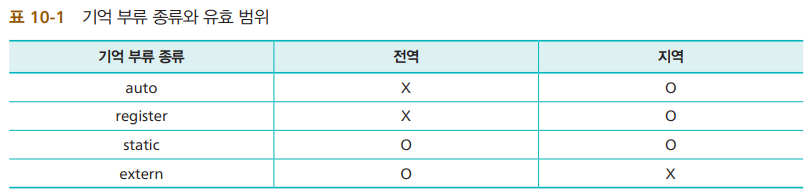 표 10-1 기억 부류 종류와 유효 범위
기억 부류 종류 전역 지역
auto X O
register X O
static O O
extern O X